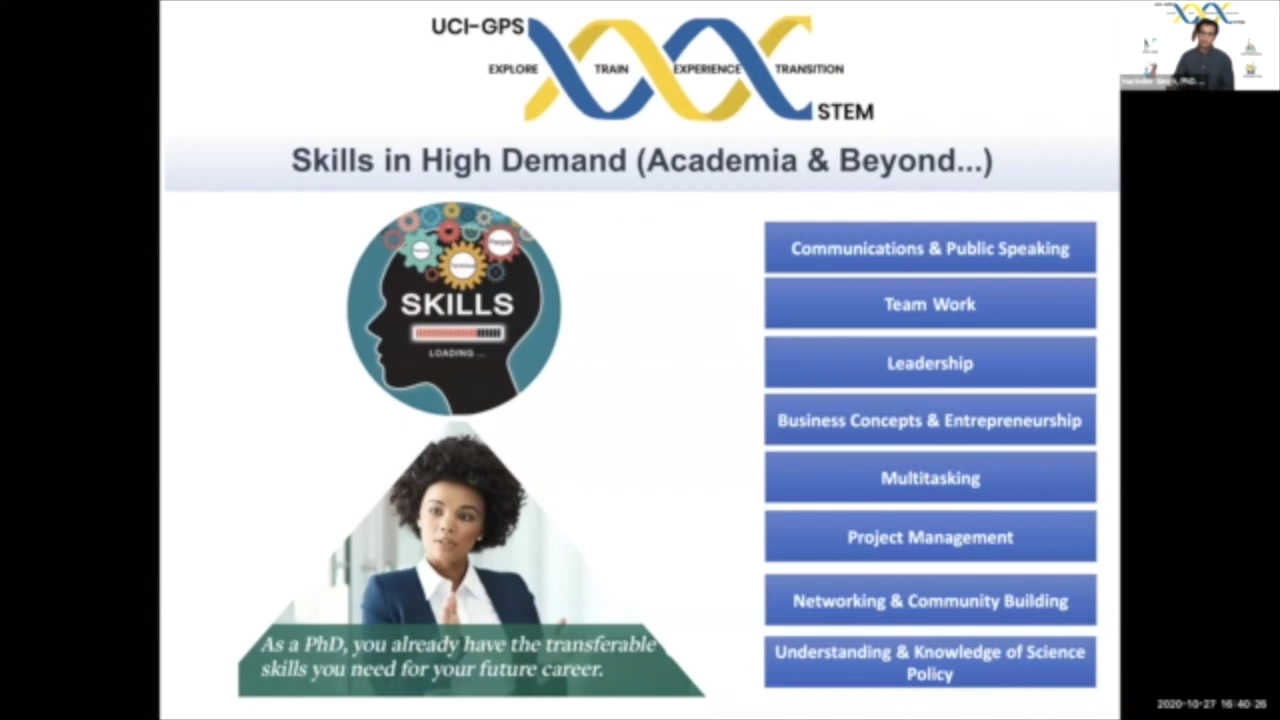 UCI-GPS
EXPLORE TRAIN EXPERIENCE TRANSITION
STEM
Skills in High Demand (Academia & Beyond...)
People
SKILLS
LOADING ...
As a PhD, you already have the transferable
skills you need for your future career.
Communications & Public Speaking
Team Work
Leadership
Business Concepts & Entrepreneurship
Multitasking
Project Management
Networking & Community Building
Understanding & Knowledge of Science
Policy
2020-10-27 16:40:26